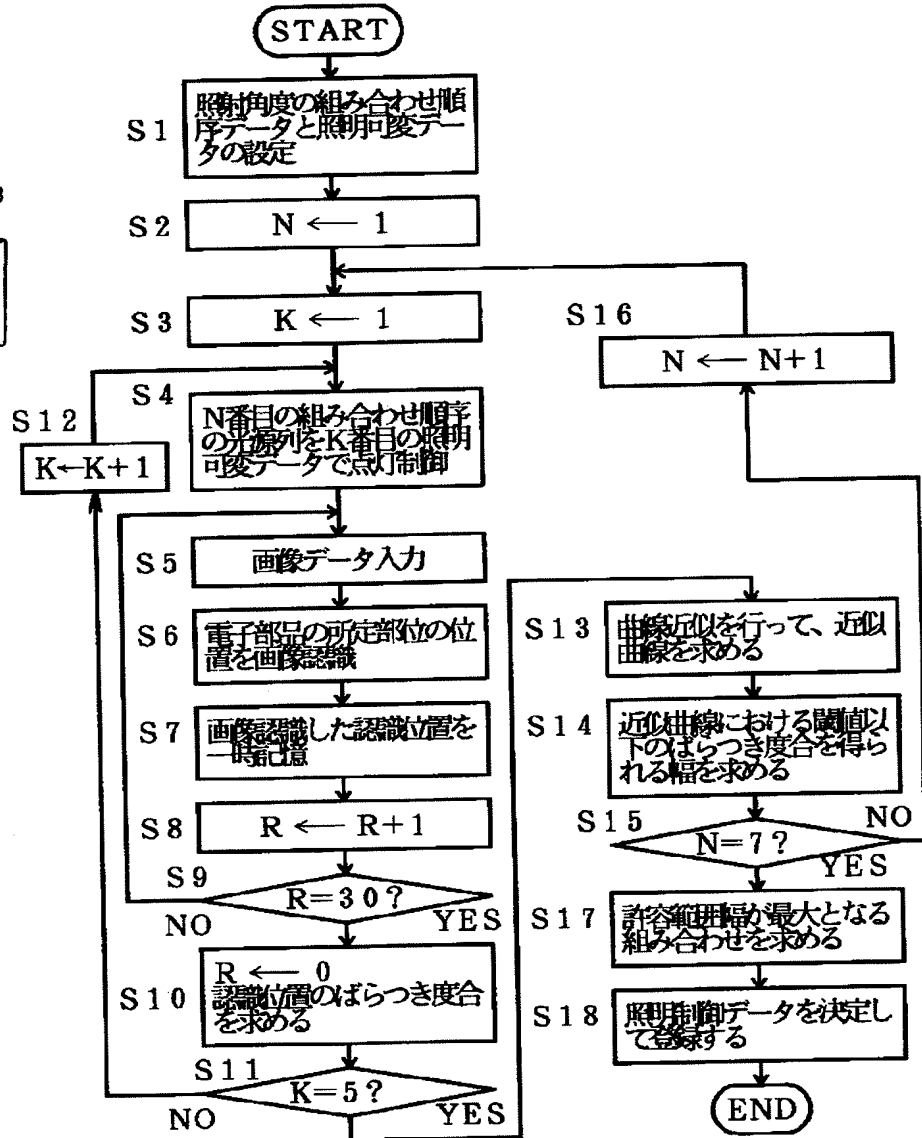 START
S1
照射角度の組み合わせ順
序データと照明可変デー
タの設定
S2
N ← 1
S3
K ← 1
S4
N番目の組み合わせ順序
の光源列をK番目の照明
可変データで点灯制御
S12
K←K+1
S5
画像データ入力
S6
電子部品の所定部位の位
置を画像認識
S7
画像認識した認識位置を
一時記憶
S8
R ← R+1
S9
R=30?
NO
YES
S10
R ← 0
認識位置のばらつき度合
を求める
S11
K=5?
NO
YES
S13
曲線近似を行って、近似
曲線を求める
S14
近似曲線における閾値以
下のばらつき度合を得ら
れる幅を求める
S15
N=7?
NO
YES
S16
N ← N+1
S17
許容範囲幅が最大となる
組み合わせを求める
S18
照明制御データを決定し
て登録する
END